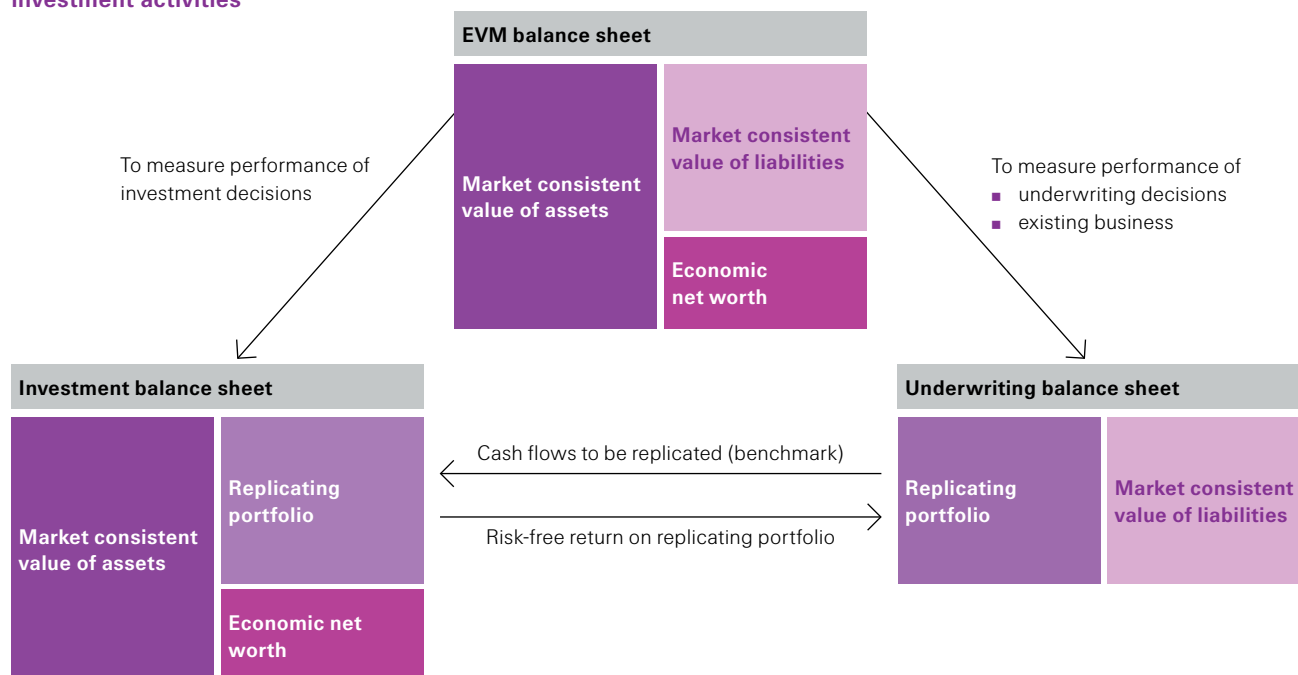 investment activities
EVM balance sheet
To measure performance of
investment decisions
Market consistent
value of assets
Market consistent
value of liabilities
Economic
net worth
To measure performance of
■ underwriting decisions
■ existing business
Investment balance sheet
Underwriting balance sheet
Market consistent
value of assets
Replicating
portfolio
Economic net
worth
Cash flows to be replicated (benchmark)
Risk-free return on replicating portfolio
Replicating
portfolio
Market consistent
value of liabilities